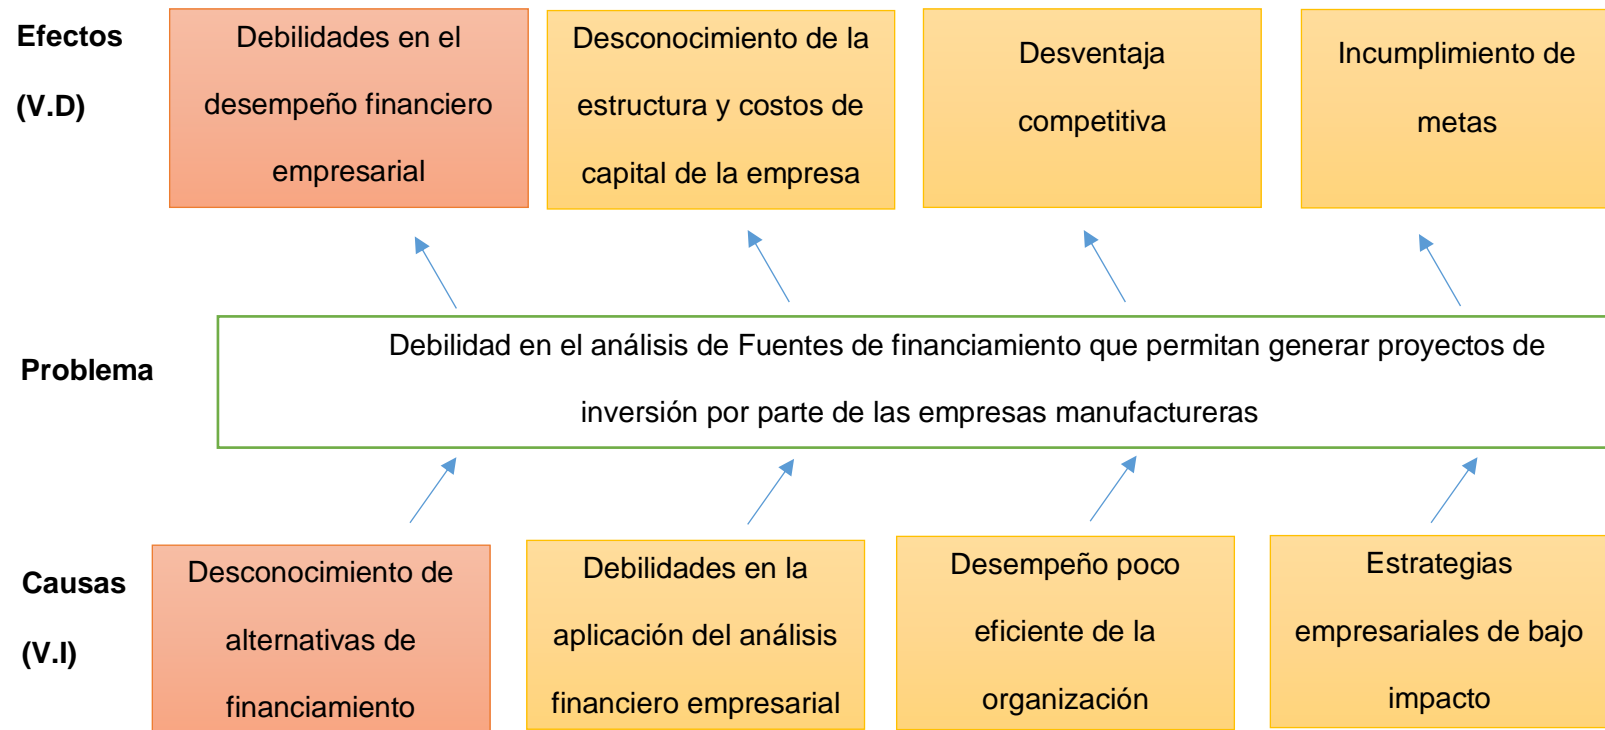 Efectos
(V.D)
Debilidades en el
desempeño financiero
empresarial
Desconocimiento de la
estructura y costos de
capital de la empresa
Desventaja
competitiva
Incumplimiento de
metas
Problema
Debilidad en el análisis de Fuentes de financiamiento que permitan generar proyectos de
inversión por parte de las empresas manufactureras
Causas
(V.I)
Desconocimiento de
alternativas de
financiamiento
Debilidades en la
aplicación del análisis
financiero empresarial
Desempeño poco
eficiente de la
organización
Estrategias
empresariales de bajo
impacto